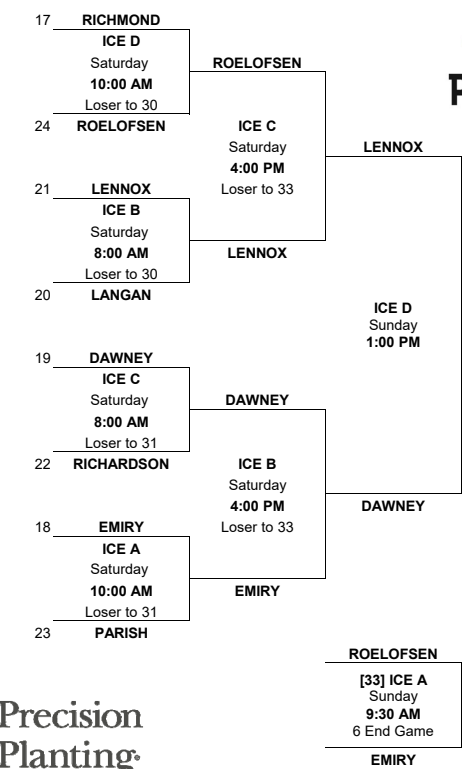 17 RICHMOND
ICE D
Saturday
10:00 AM
Loser to 30
24 ROELOFSEN
ROELOFSEN
ICE C
Saturday
4:00 PM
Loser to 33
LENNOX
21 LENNOX
ICE B
Saturday
8:00 AM
Loser to 30
20 LANGAN
LENNOX
ICE D
Sunday
1:00 PM
DAWNEY
19 DAWNEY
ICE C
Saturday
8:00 AM
Loser to 31
22 RICHARDSON
DAWNEY
ICE B
Saturday
4:00 PM
Loser to 33
EMIRY
18 EMIRY
ICE A
Saturday
10:00 AM
Loser to 31
23 PARISH
ROELOFSEN
[33] ICE A
Sunday
9:30 AM
6 End Game
EMIRY
Precision
Planting.